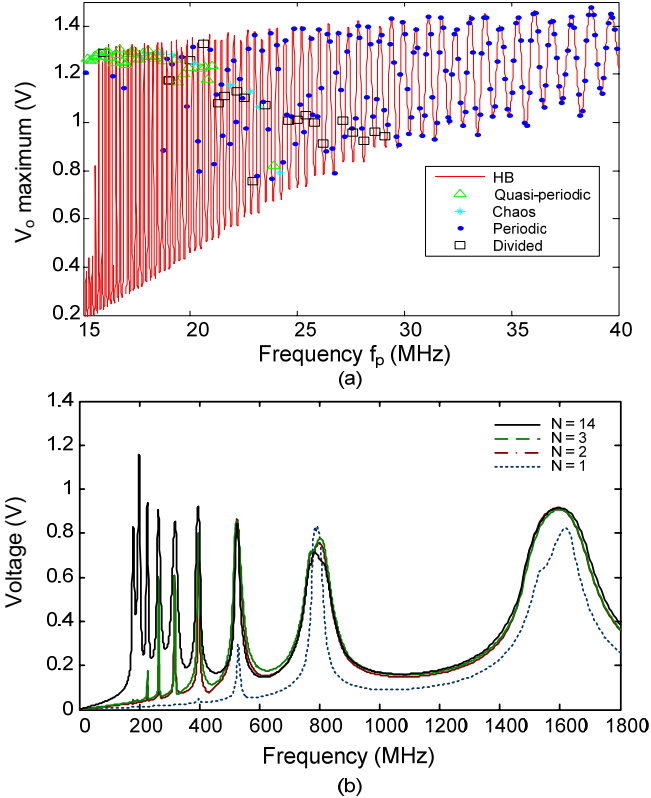 1.4
1.2
1
0.8
0.6
0.4
0.2
V₀ maximum (V)
HB
Quasi-periodic
Chaos
Periodic
Divided
15 20 25 30 35 40
Frequency fₚ (MHz)
(a)
1.4
1.2
1
0.8
0.6
0.4
0.2
0
Voltage (V)
N = 14
N = 3
N = 2
N = 1
0 200 400 600 800 1000 1200 1400 1600 1800
Frequency (MHz)
(b)